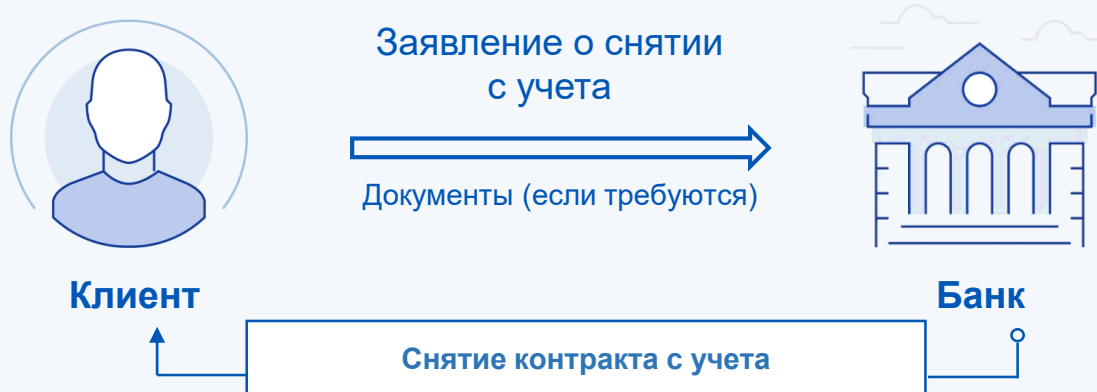 Заявление о снятии
с учета
Документы (если требуются)
Клиент
Банк
Снятие контракта с учета